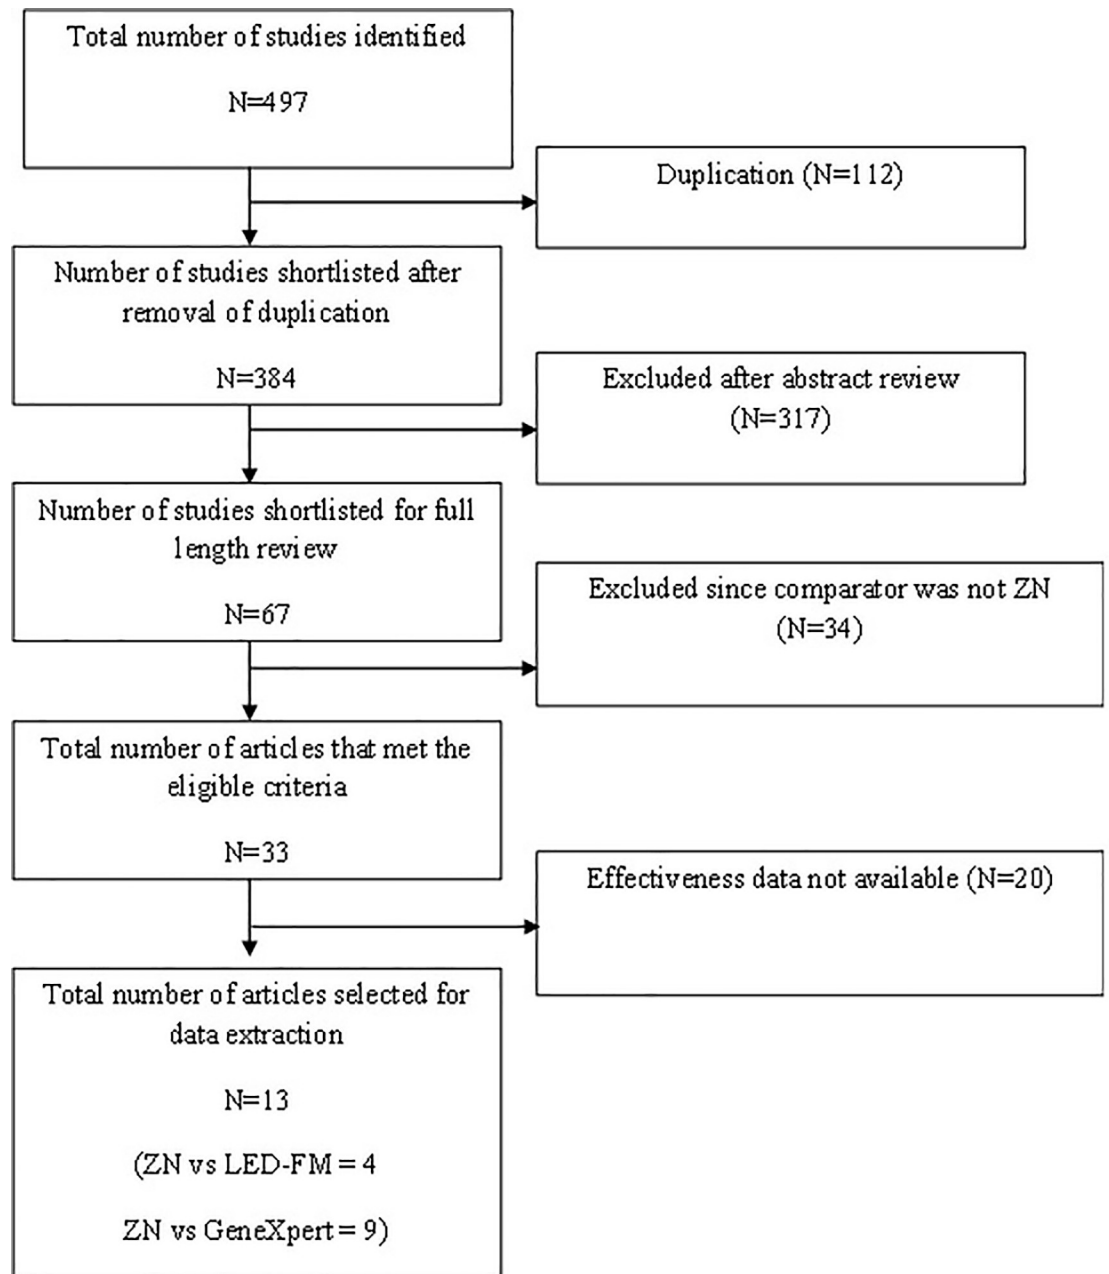 Total number of studies identified
N=497
Duplication (N=112)
Number of studies shortlisted after
removal of duplication
N=384
Excluded after abstract review
(N=317)
Number of studies shortlisted for full
length review
N=67
Excluded since comparator was not ZN
(N=34)
Total number of articles that met the
eligible criteria
N=33
Effectiveness data not available (N=20)
Total number of articles selected for
data extraction
N=13
(ZN vs LED-FM = 4
ZN vs GeneXpert = 9)